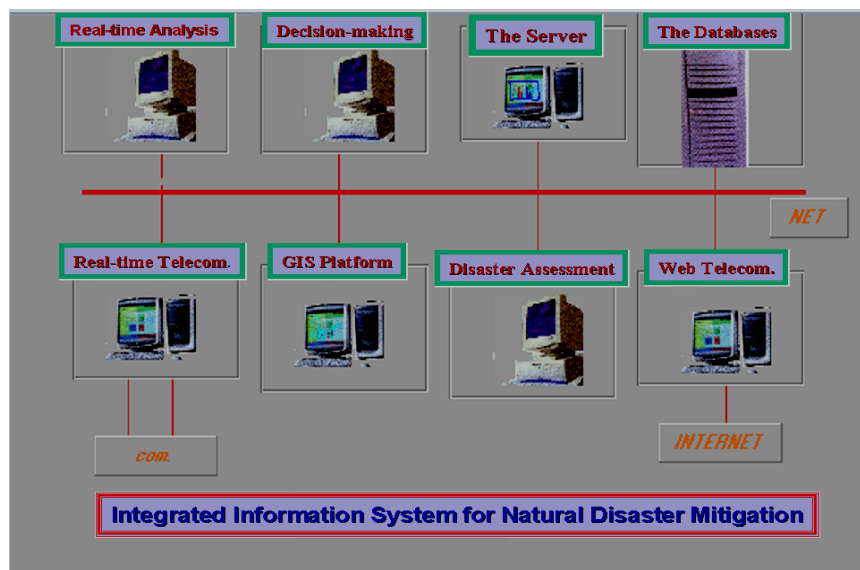 Real-time Analysis
Decision-making
The Server
The Databases
NET
Real-time Telecom.
GIS Platform
Disaster Assessment
Web Telecom.
com.
INTERNET
Integrated Information System for Natural Disaster Mitigation